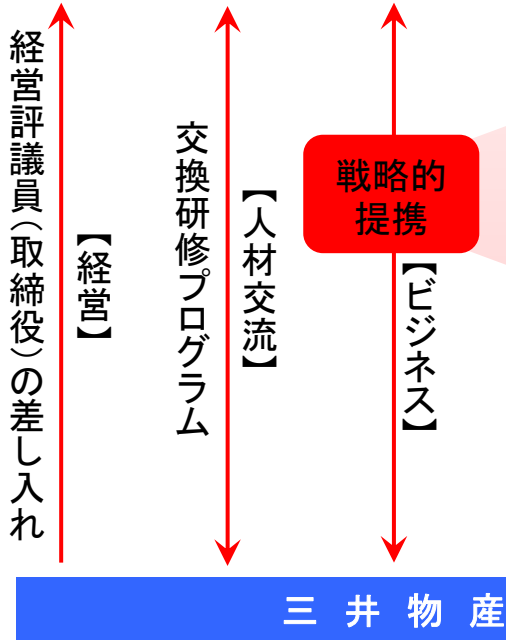 経営評議員(取締役)の差し入れ
【経営】
交換研修プログラム
【人材交流】
戦略的
提携
【ビジネス】
三井物産